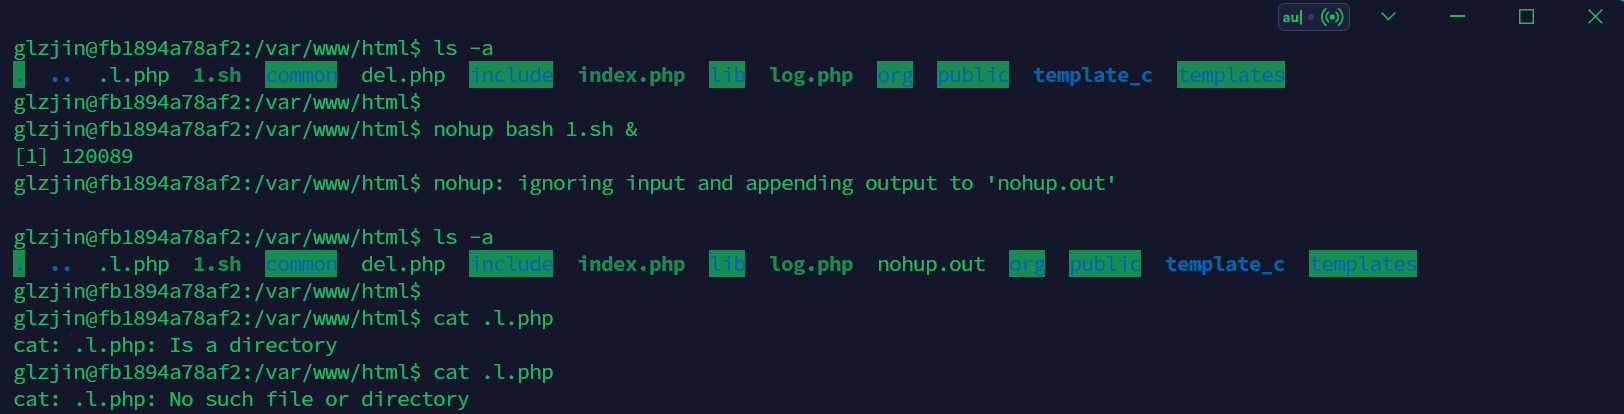 au|
glzjin@fb1894a78af2:/var/www/html$ ls -a
. .. .l.php 1.sh common del.php include index.php lib log.php org public template_c templates
glzjin@fb1894a78af2:/var/www/html$
glzjin@fb1894a78af2:/var/www/html$ nohup bash 1.sh &
[1] 120089
glzjin@fb1894a78af2:/var/www/html$ nohup: ignoring input and appending output to 'nohup.out'
glzjin@fb1894a78af2:/var/www/html$ ls -a
. .. .l.php 1.sh common del.php include index.php lib log.php nohup.out org public template_c templates
glzjin@fb1894a78af2:/var/www/html$
glzjin@fb1894a78af2:/var/www/html$ cat .l.php
cat: .l.php: Is a directory
glzjin@fb1894a78af2:/var/www/html$ cat .l.php
cat: .l.php: No such file or directory